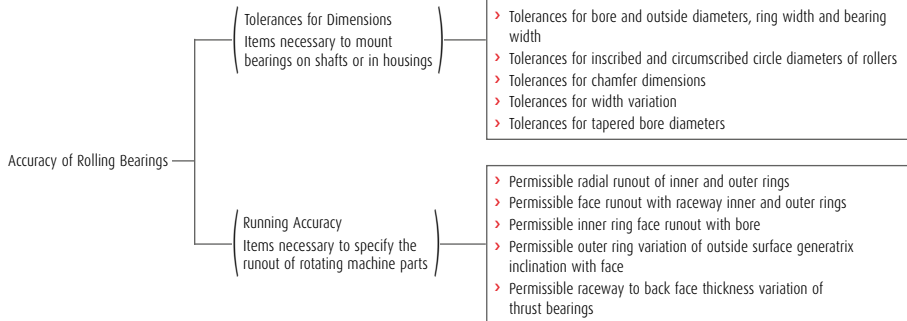 Accuracy of Rolling Bearings
Tolerances for Dimensions
Items necessary to mount
bearings on shafts or in housings
› Tolerances for bore and outside diameters, ring width and bearing
width
› Tolerances for inscribed and circumscribed circle diameters of rollers
› Tolerances for chamfer dimensions
› Tolerances for width variation
› Tolerances for tapered bore diameters
Running Accuracy
Items necessary to specify the
runout of rotating machine parts
› Permissible radial runout of inner and outer rings
› Permissible face runout with raceway inner and outer rings
› Permissible inner ring face runout with bore
› Permissible outer ring variation of outside surface generatrix
inclination with face
› Permissible raceway to back face thickness variation of
thrust bearings